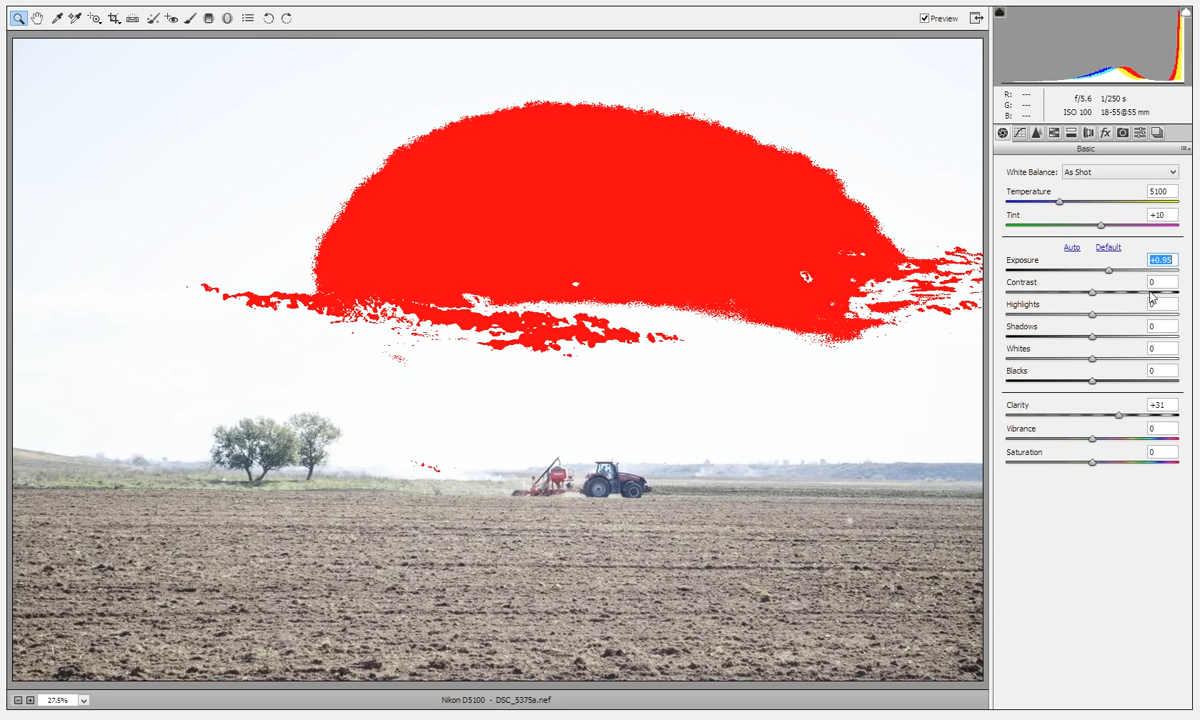 Preview
R: ---
G: ---
B: ---
f/5.6 1/250 s
ISO 100 18-55@55 mm
fx
Basic
White Balance: As Shot
Temperature 5100
Tint +10
Auto Default
Exposure +0.95
Contrast 0
Highlights 0
Shadows 0
Whites 0
Blacks 0
Clarity +31
Vibrance 0
Saturation 0
27.5%
Nikon D5100 - DSC_5375a.nef